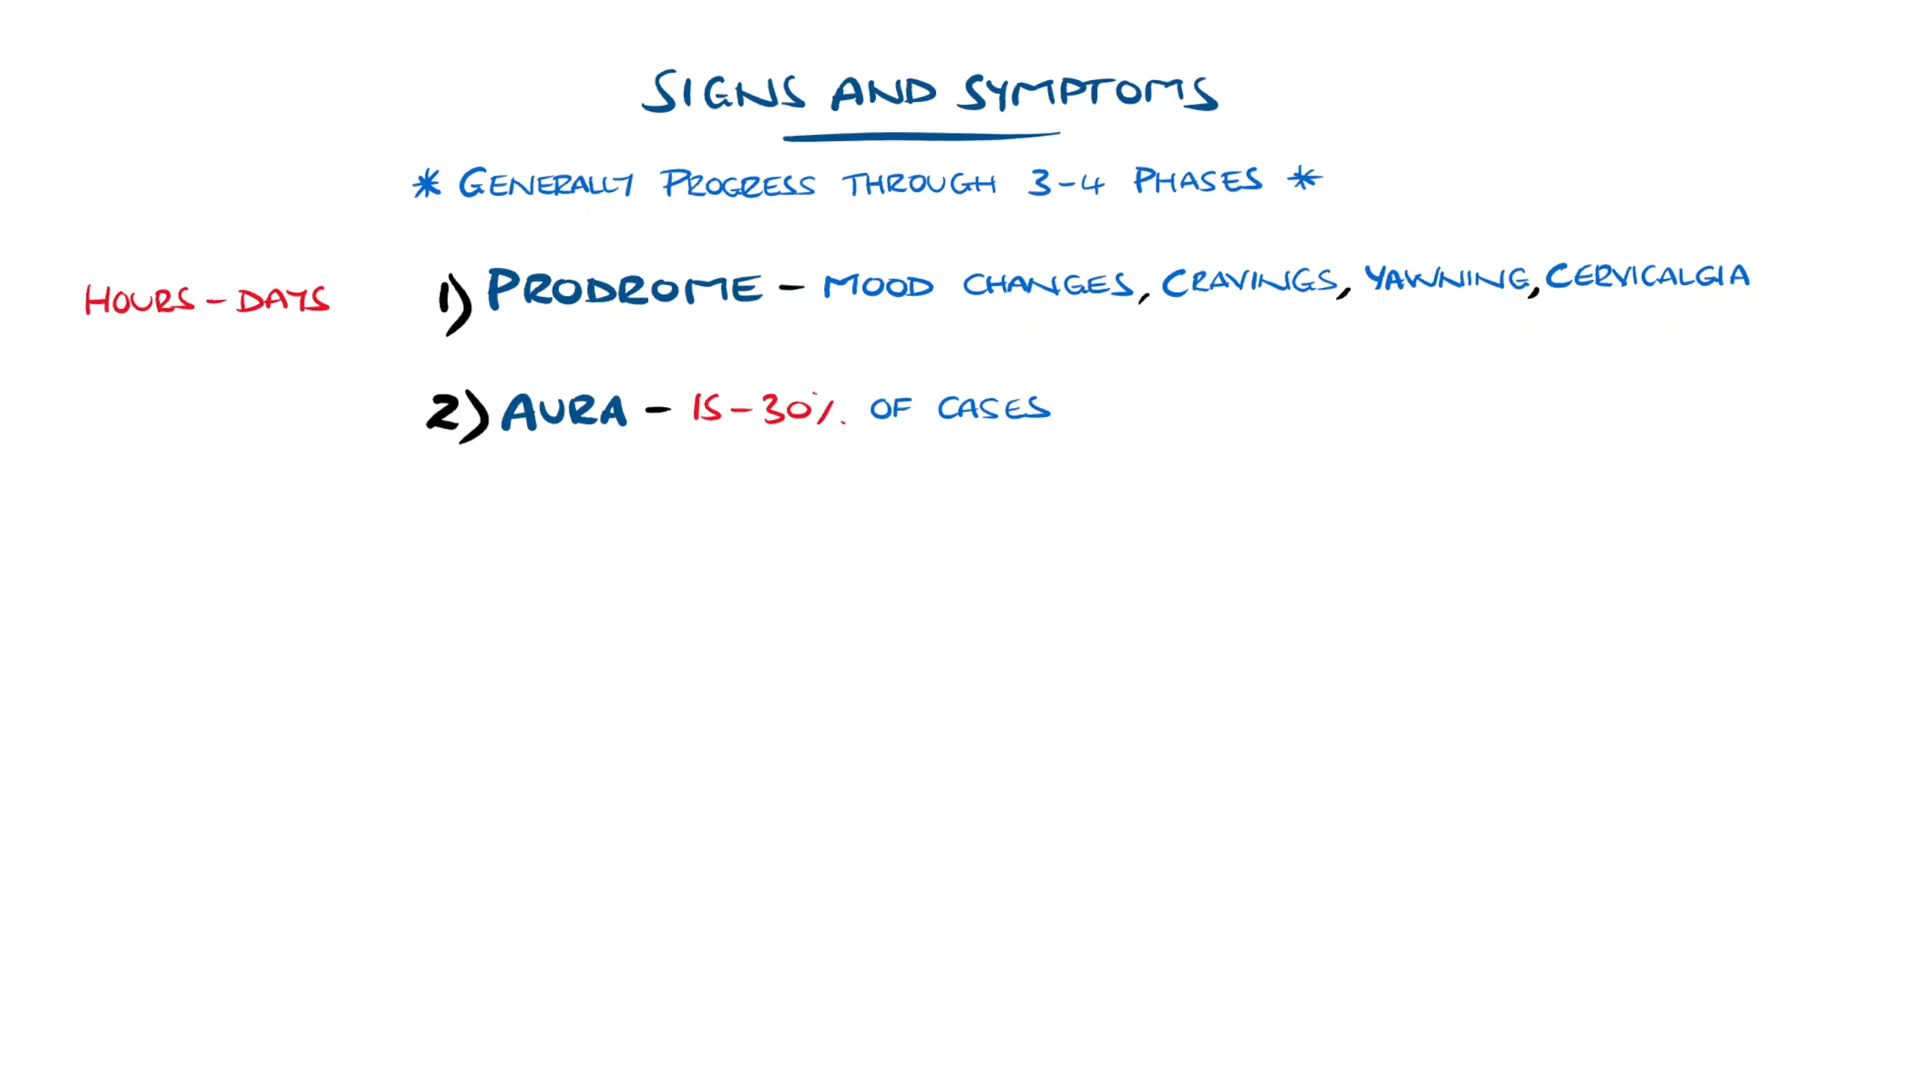 SIGNS AND SYMPTOMS
* GENERALLY PROGRESS THROUGH 3-4 PHASES *
HOURS - DAYS 1) PRODROME - MOOD CHANGES, CRAVINGS, YAWNING, CERVICALGIA
2) AURA - 15-30% OF CASES